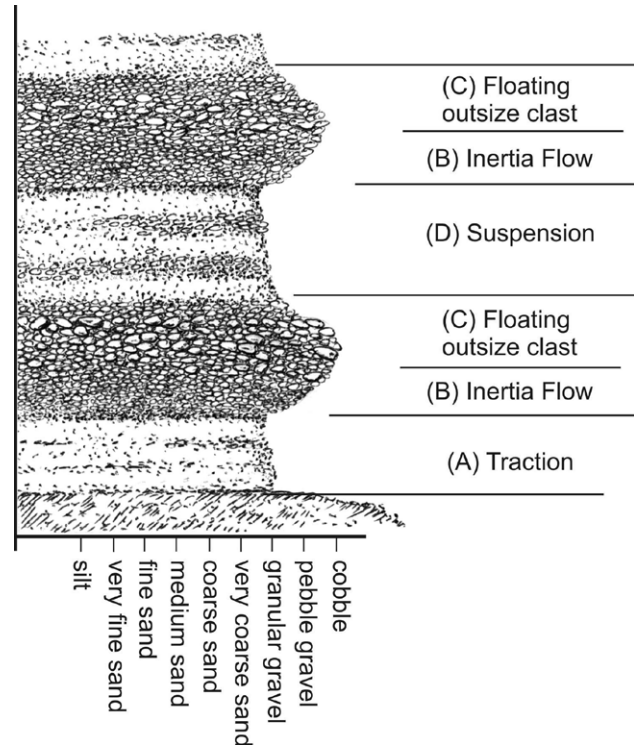 (C) Floating
outsize clast
(B) Inertia Flow
(D) Suspension
(C) Floating
outsize clast
(B) Inertia Flow
(A) Traction
silt
very fine sand
fine sand
medium sand
coarse sand
very coarse sand
granular gravel
pebble gravel
cobble